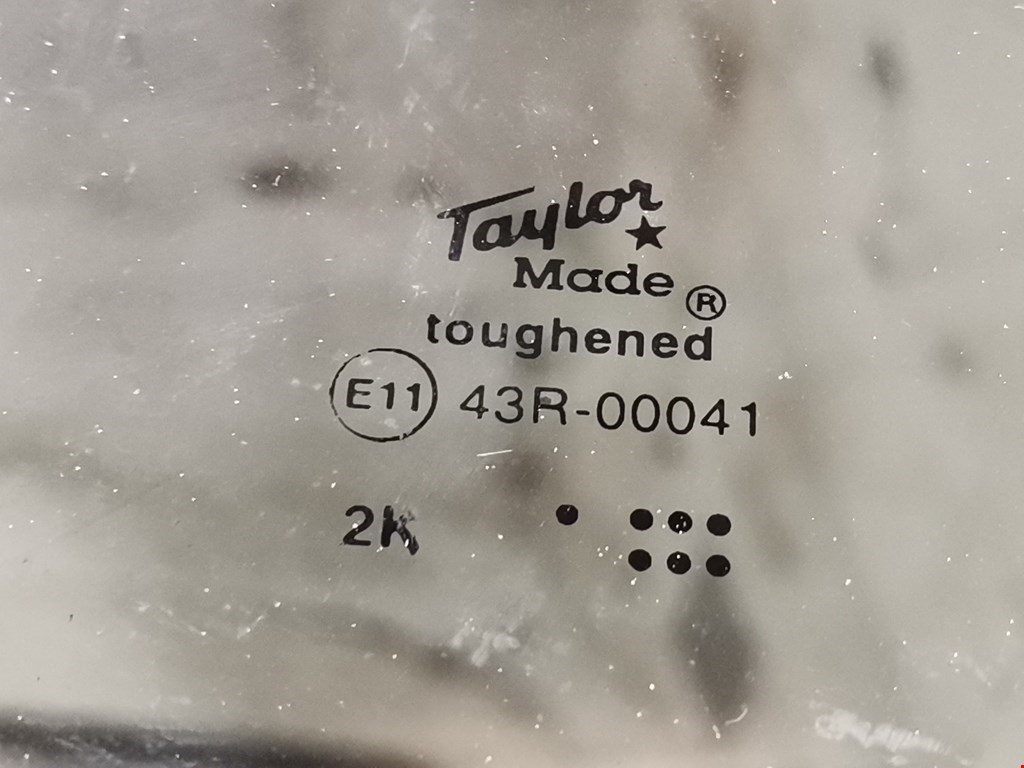 Taylor
Made ®
toughened
E11 43R-00041
2K